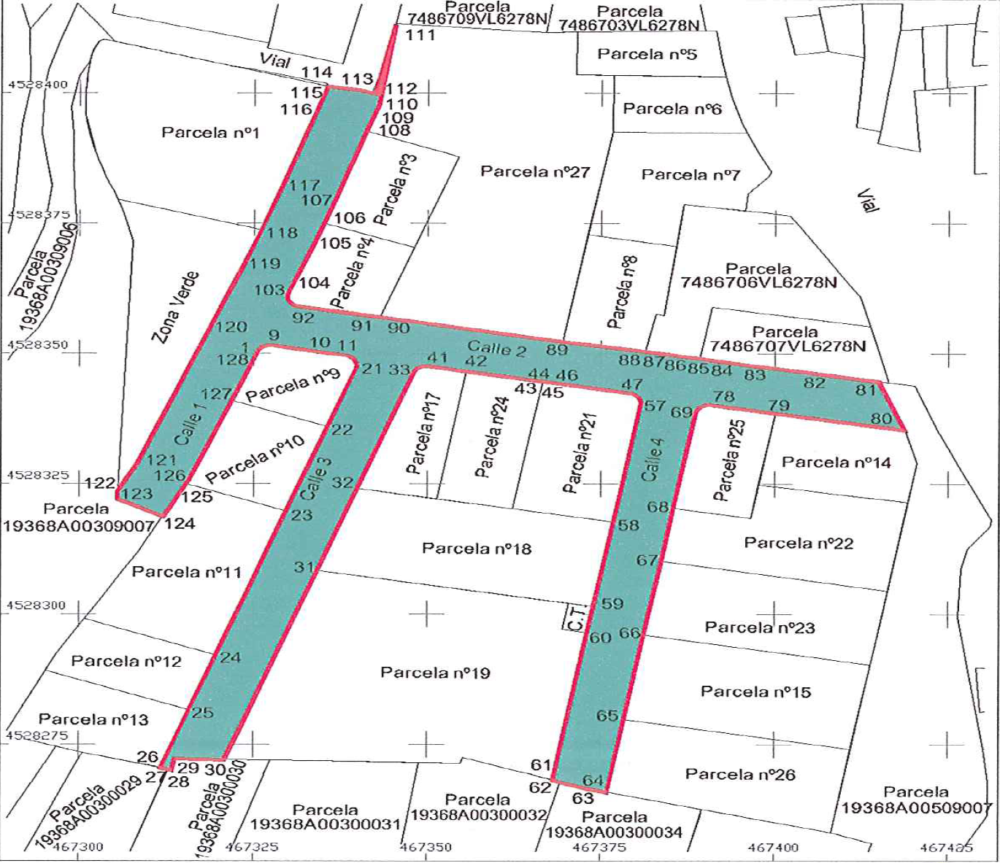 Parcela
7486709VL6278N
Parcela
7486703VL6278N
111
Parcela nº5
Vial
114
113
4528400
115
112
116
110
109
108
Parcela nº6
Parcela nº1
Parcela nº3
Parcela nº27
Parcela nº7
Vial
117
107
4528375
106
118
105
Parcela nº4
119
104
103
Parcela
19368A00309006
Zona Verde
Parcela nº8
Parcela
7486706VL6278N
92
91
90
120
9
10
11
Calle 2
89
Parcela
7486707VL6278N
4528350
1
128
21
33
41
42
44
46
43
45
88
87
86
85
84
83
82
81
47
57
69
78
79
80
127
Parcela nº9
Calle 1
22
Parcela nº17
Parcela nº24
Parcela nº21
Calle 4
Parcela nº25
Parcela nº10
Parcela nº14
121
126
Calle 3
32
4528325
122
123
125
Parcela
19368A00309007
124
23
68
58
Parcela nº18
Parcela nº22
67
Parcela nº11
31
4528300
59
C.T.
60
66
Parcela nº23
24
Parcela nº12
Parcela nº19
Parcela nº15
25
65
Parcela nº13
4528275
26
27
28
29
30
61
62
64
63
Parcela nº26
Parcela
19368A00300029
Parcela
19368A00300030
Parcela
19368A00300031
Parcela
19368A00300032
Parcela
19368A00300034
Parcela
19368A00509007
467300
467325
467350
467375
467400
467425